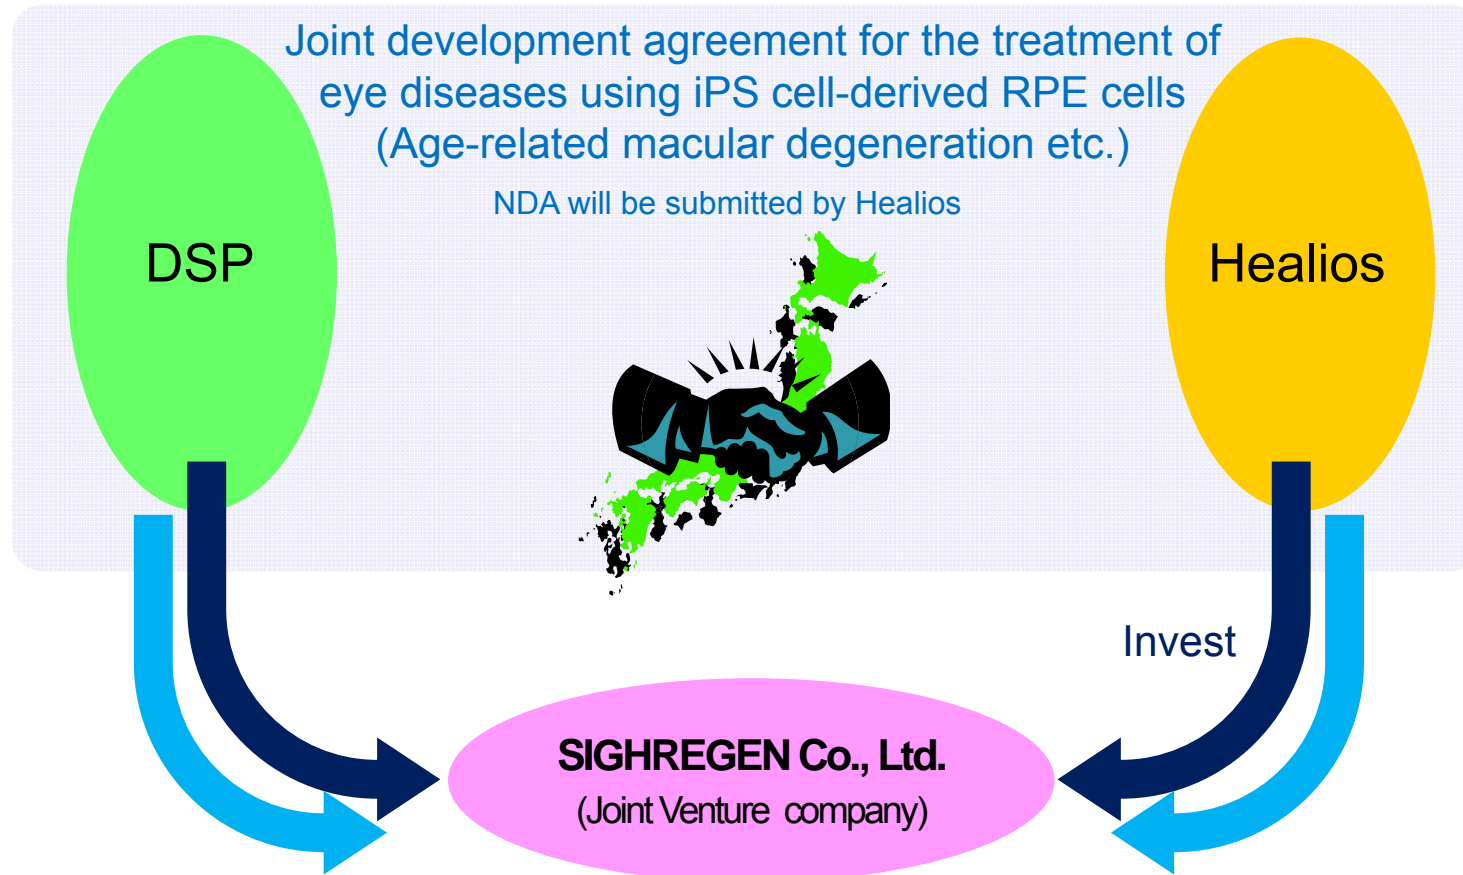 Joint development agreement for the treatment of
eye diseases using iPS cell-derived RPE cells
(Age-related macular degeneration etc.)
NDA will be submitted by Healios
DSP
Healios
Invest
SIGHREGEN Co., Ltd.
(Joint Venture company)